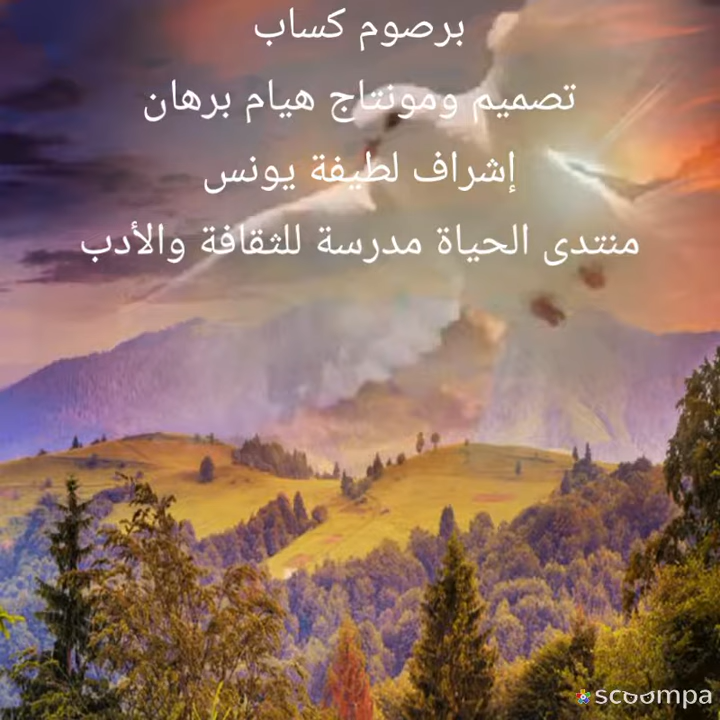 برصوم كساب
تصميم ومونتاج هيام برهان
إشراف لطيفة يونس
منتدى الحياة مدرسة للثقافة والأدب
scoompa